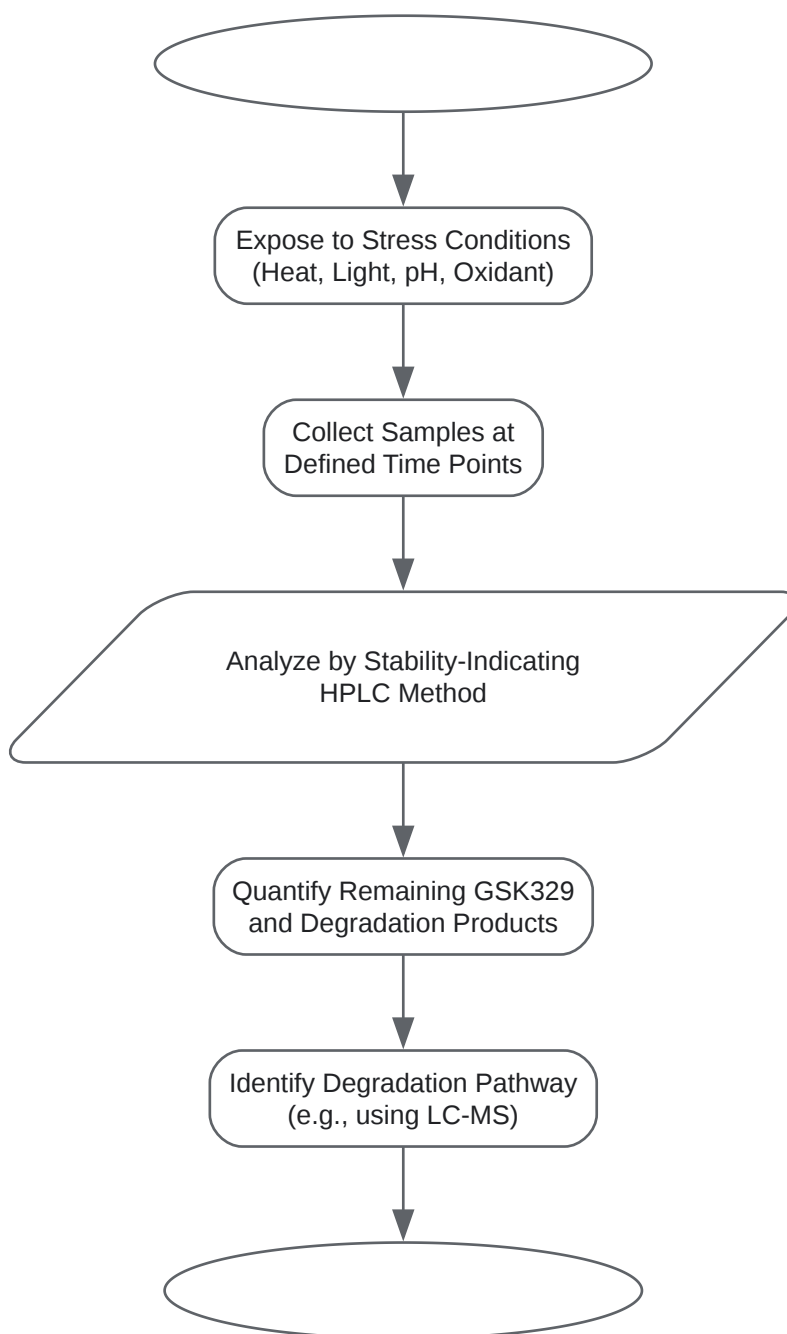 Expose to Stress Conditions
(Heat, Light, pH, Oxidant)
Collect Samples at
Defined Time Points
Analyze by Stability-Indicating
HPLC Method
Quantify Remaining GSK329
and Degradation Products
Identify Degradation Pathway
(e.g., using LC-MS)